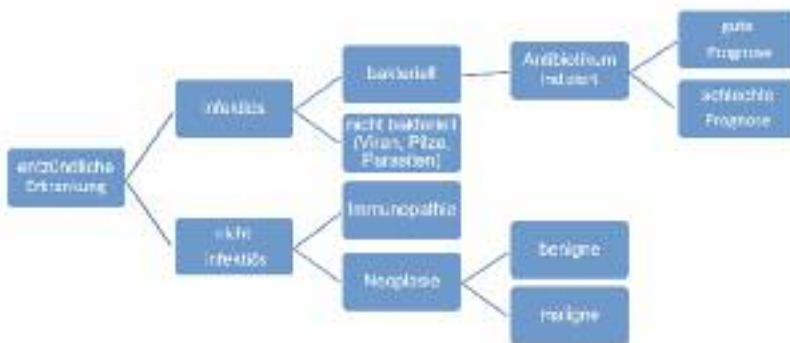 entzündliche
Erkrankung
infektiös
nicht
infektiös
bakteriell
nicht bakteriell
(Viren, Pilze,
Parasiten)
Immunopathie
Neoplasie
Antibiotikum
indiziert
benigne
maligne
gute
Prognose
schlechte
Prognose